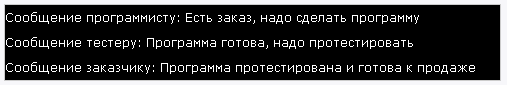 Сообщение программисту: Есть заказ, надо сделать программу
Сообщение тестеру: Программа готова, надо протестировать
Сообщение заказчику: Программа протестирована и готова к продаже